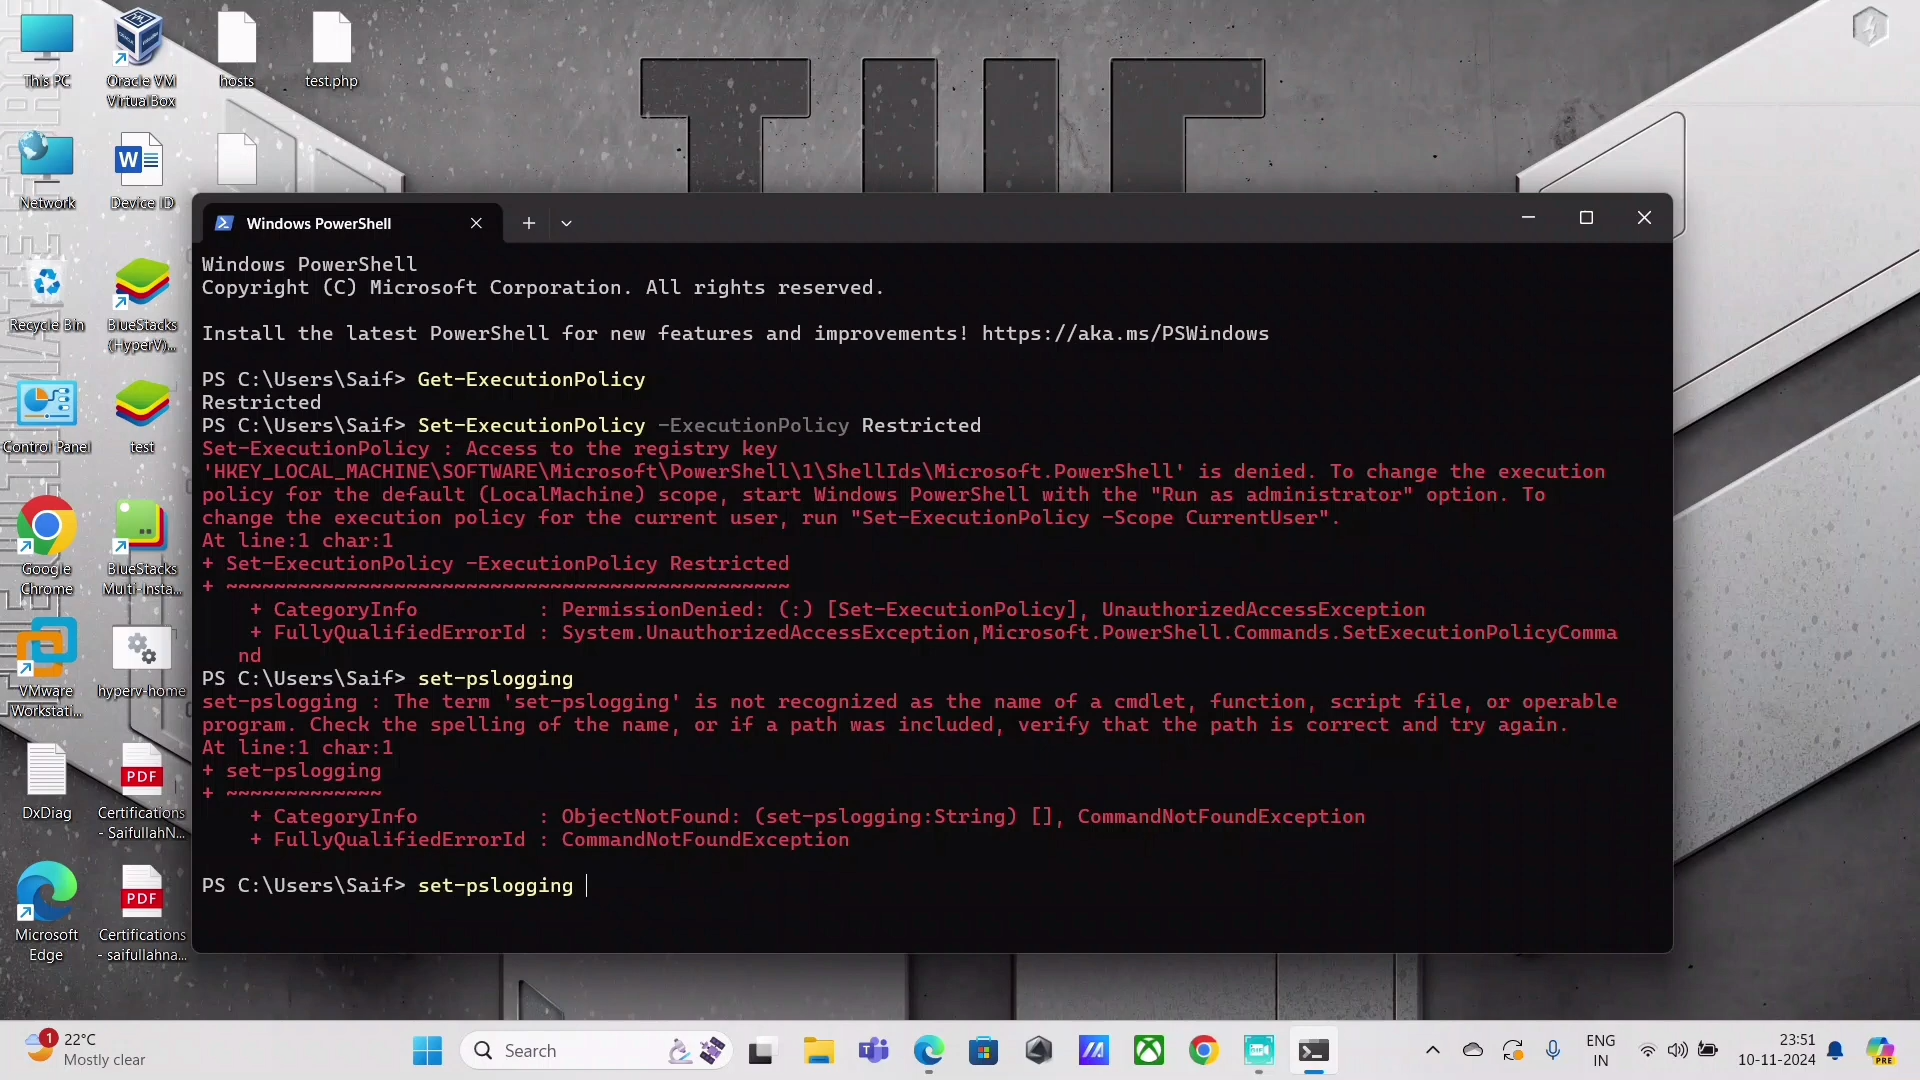 This PC
Oracle VM
Virtual Box
hosts
test.php
Network
Device ID
Recycle Bin
BlueStacks
(HyperV)...
Control Panel
test
Google
Chrome
BlueStacks
Multi-Insta...
VMware
Workstati...
hyperv-home
DxDiag
Certifications
- SaifullahN...
Microsoft
Edge
Certifications
- saifullahna...
Windows PowerShell
Windows PowerShell
Copyright (C) Microsoft Corporation. All rights reserved.
Install the latest PowerShell for new features and improvements! https://aka.ms/PSWindows
PS C:\Users\Saif> Get-ExecutionPolicy
Restricted
PS C:\Users\Saif> Set-ExecutionPolicy -ExecutionPolicy Restricted
Set-ExecutionPolicy : Access to the registry key
'HKEY_LOCAL_MACHINE\SOFTWARE\Microsoft\PowerShell\1\ShellIds\Microsoft.PowerShell' is denied. To change the execution
policy for the default (LocalMachine) scope, start Windows PowerShell with the "Run as administrator" option. To
change the execution policy for the current user, run "Set-ExecutionPolicy -Scope CurrentUser".
At line:1 char:1
+ Set-ExecutionPolicy -ExecutionPolicy Restricted
+ ~~~~~~~~~~~~~~~~~~~~~~~~~~~~~~~~~~~~~~~~~~~~~~~
+ CategoryInfo          : PermissionDenied: (:) [Set-ExecutionPolicy], UnauthorizedAccessException
+ FullyQualifiedErrorId : System.UnauthorizedAccessException,Microsoft.PowerShell.Commands.SetExecutionPolicyComma
nd
PS C:\Users\Saif> set-pslogging
set-pslogging : The term 'set-pslogging' is not recognized as the name of a cmdlet, function, script file, or operable
program. Check the spelling of the name, or if a path was included, verify that the path is correct and try again.
At line:1 char:1
+ set-pslogging
+ ~~~~~~~~~~~~~
+ CategoryInfo          : ObjectNotFound: (set-pslogging:String) [], CommandNotFoundException
+ FullyQualifiedErrorId : CommandNotFoundException
PS C:\Users\Saif> set-pslogging
1
22°C
Mostly clear
Search
ENG
IN
23:51
10-11-2024
PRE